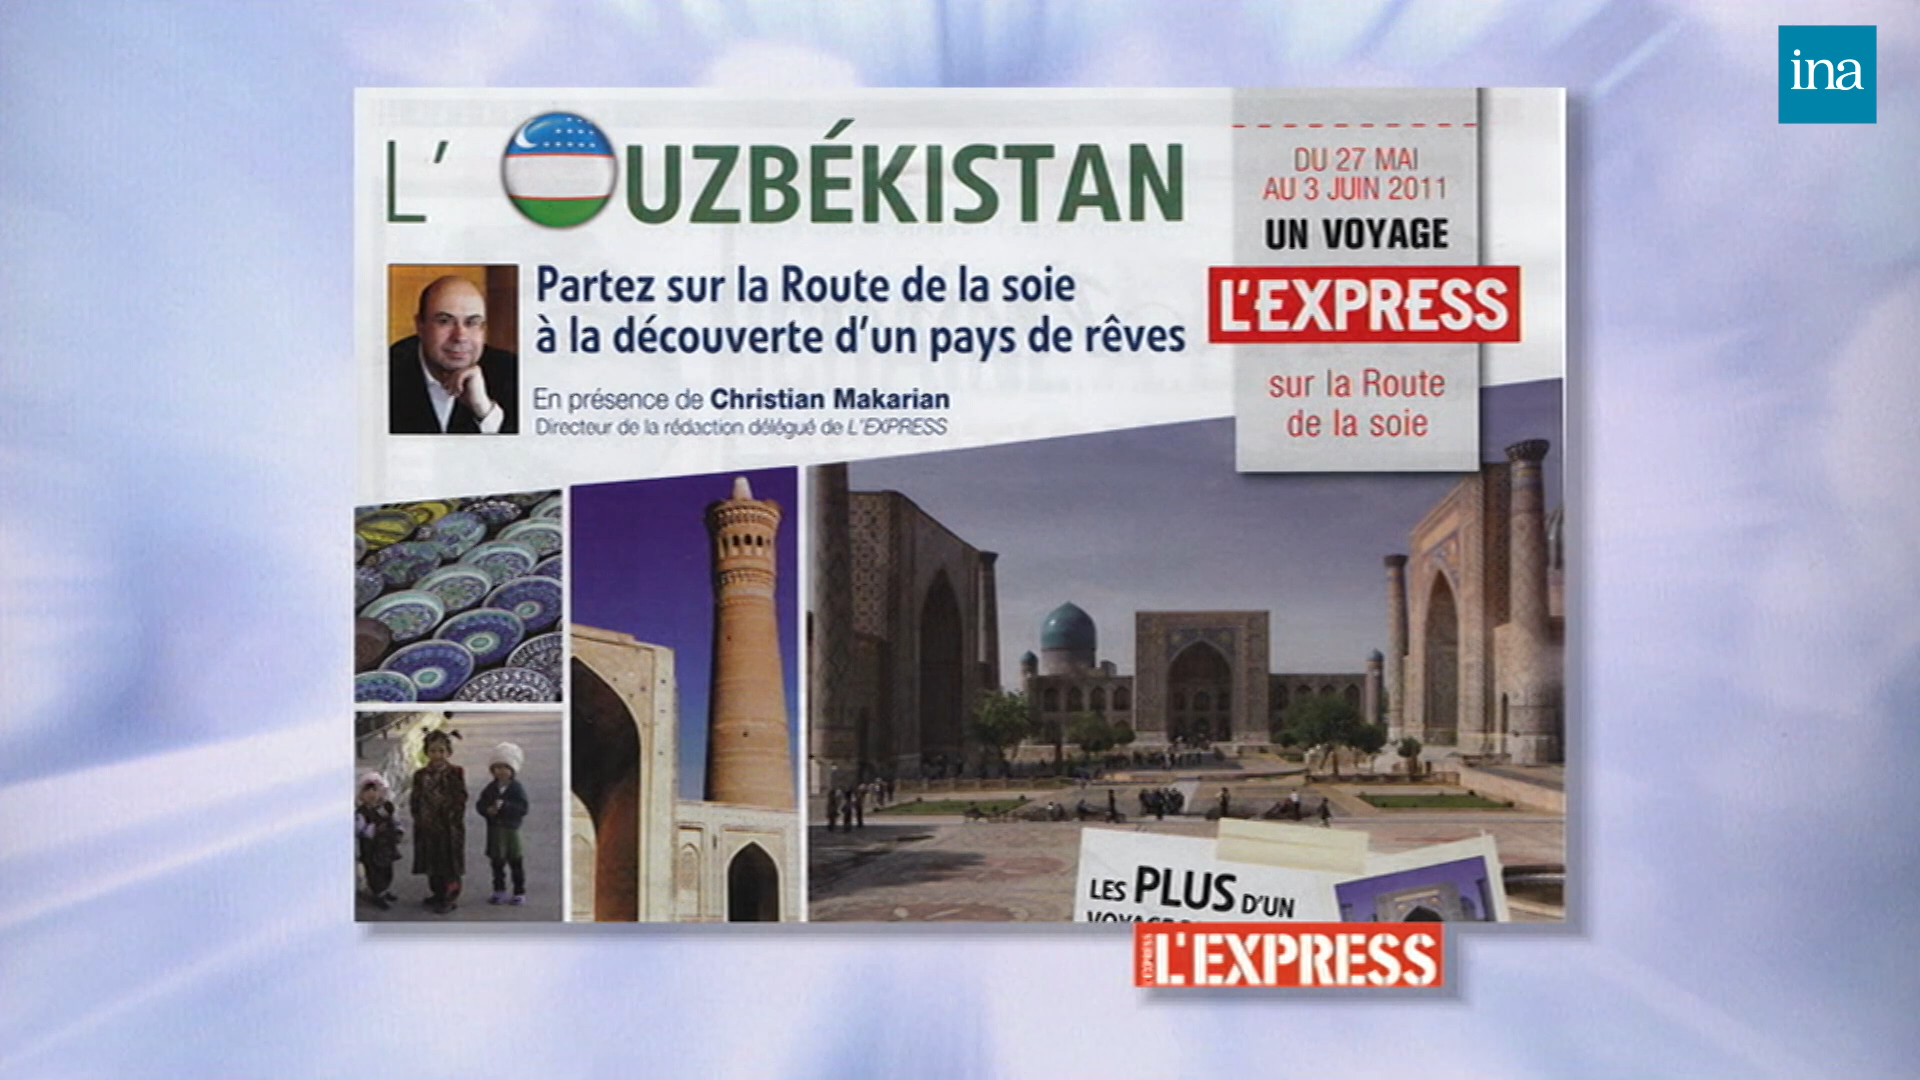 ina
L'OUZBÉKISTAN
Partez sur la Route de la soie
à la découverte d'un pays de rêves
En présence de Christian Makarian
Directeur de la rédaction délégué de L'EXPRESS
DU 27 MAI
AU 3 JUIN 2011
UN VOYAGE
L'EXPRESS
sur la Route
de la soie
LES PLUS D'UN
L'EXPRESS
L'EXPRESS